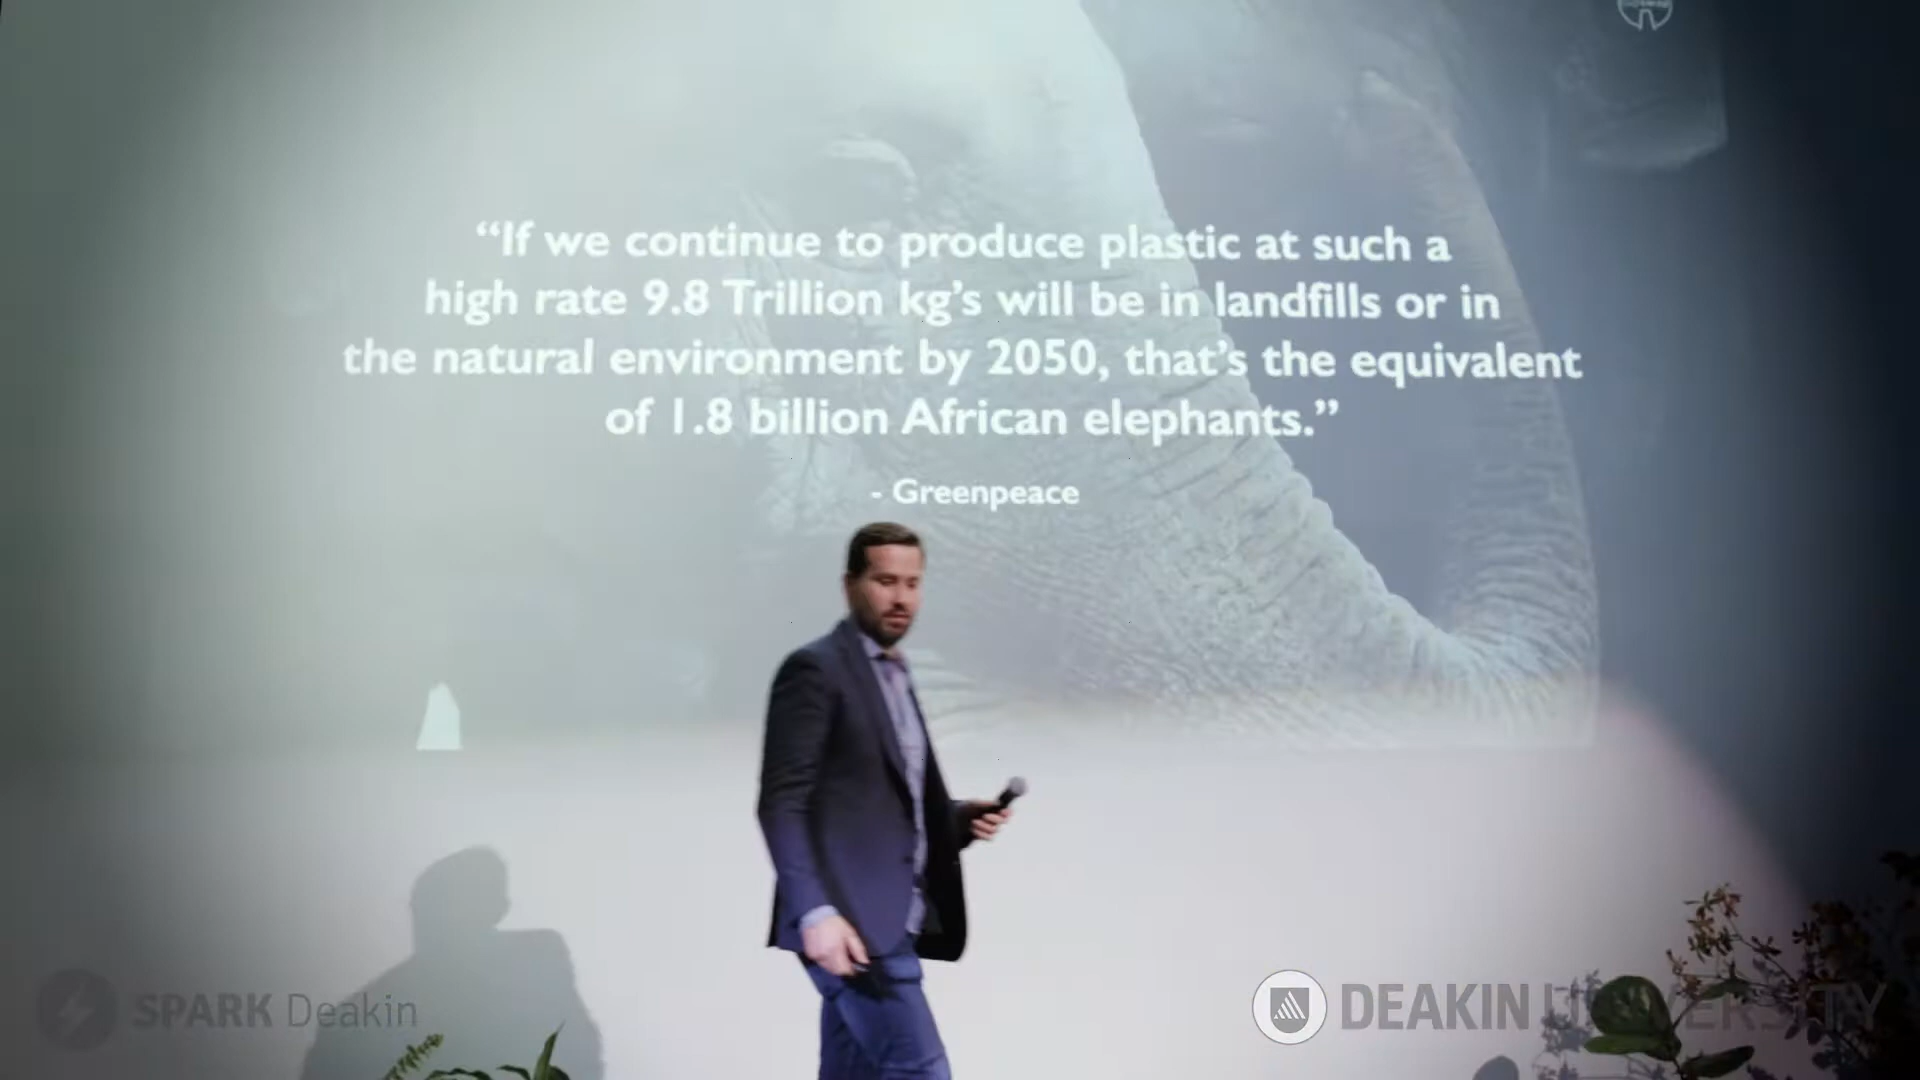 “If we continue to produce plastic at such a
high rate 9.8 Trillion kg’s will be in landfills or in
the natural environment by 2050, that’s the equivalent
of 1.8 billion African elephants.”
- Greenpeace
SPARK Deakin
DEAKIN UNIVERSITY